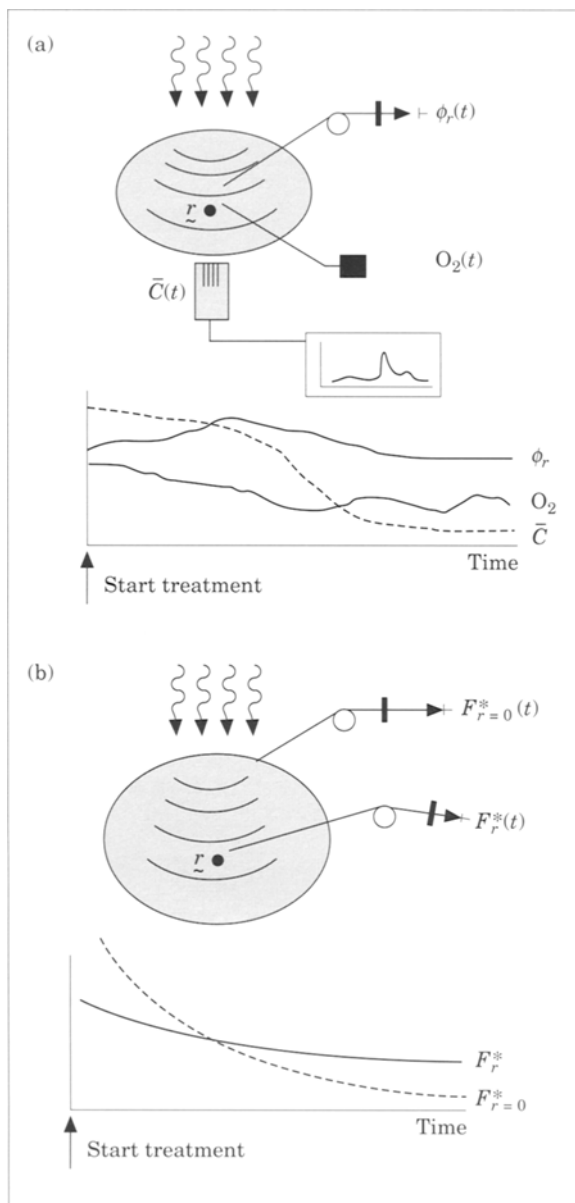 (a)
ϕᵣ(t)
r̰
O₂(t)
C̄(t)
ϕᵣ
O₂
C̄
Time
Start treatment
(b)
F*ᵣ₌₀(t)
F*ᵣ(t)
r̰
F*ᵣ
F*ᵣ₌₀
Time
Start treatment